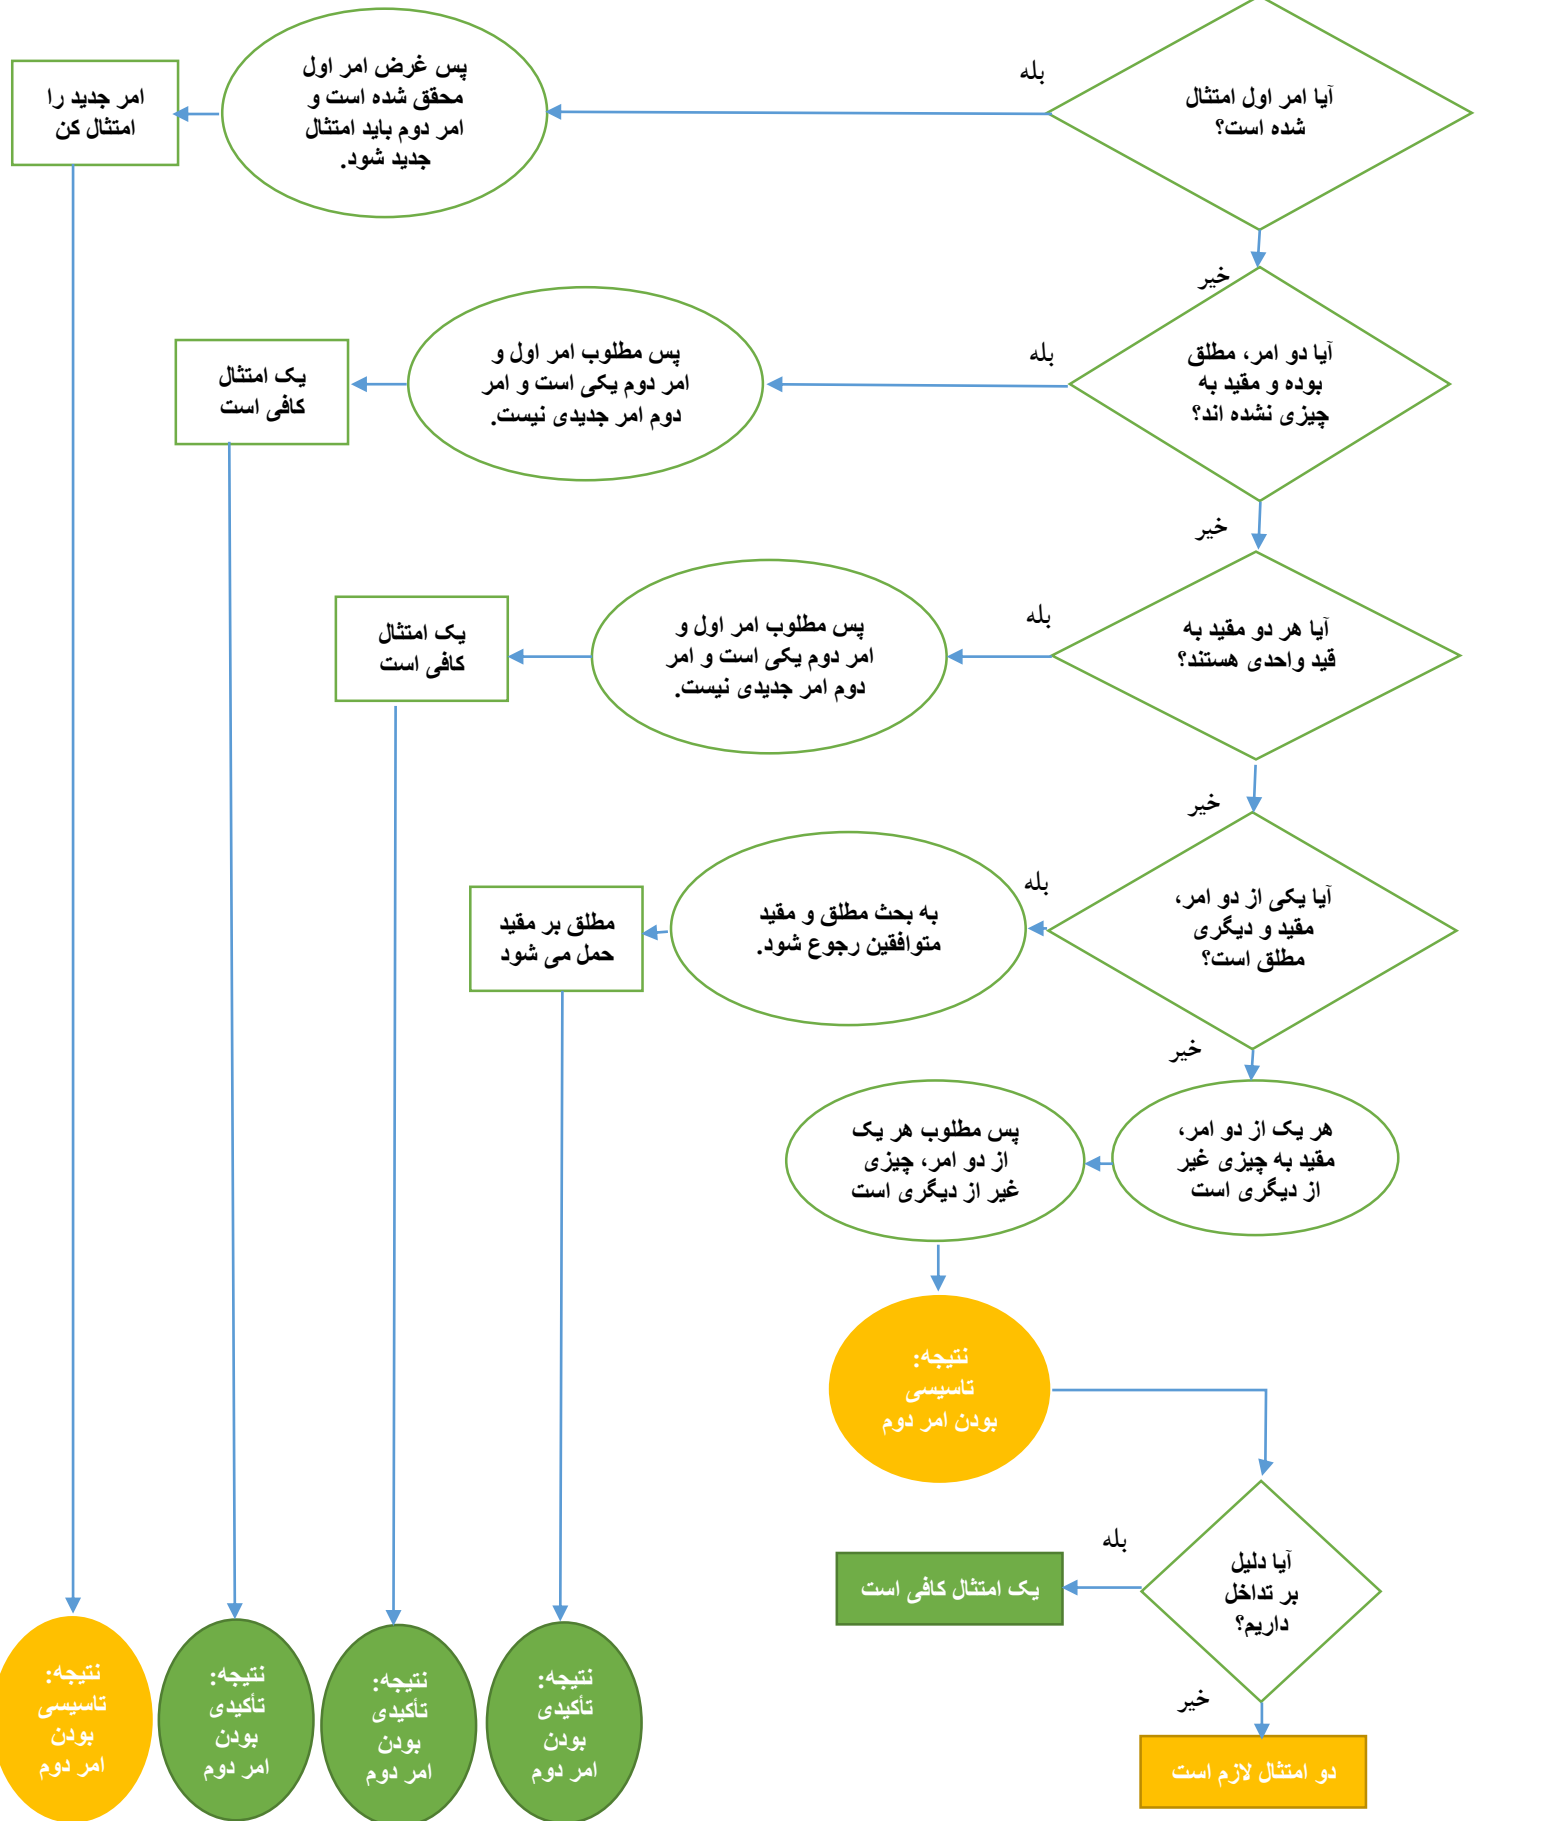 آیا امر اول امتثال
شده است؟
بله
پس غرض امر اول
محقق شده است و
امر دوم باید امتثال
جدید شود.
امر جدید را
امتثال کن
خیر
آیا دو امر، مطلق
بوده و مقید به
چیزی نشده اند؟
بله
پس مطلوب امر اول و
امر دوم یکی است و امر
دوم امر جدیدی نیست.
یک امتثال
کافی است
خیر
آیا هر دو مقید به
قید واحدی هستند؟
بله
پس مطلوب امر اول و
امر دوم یکی است و امر
دوم امر جدیدی نیست.
یک امتثال
کافی است
خیر
آیا یکی از دو امر،
مقید و دیگری
مطلق است؟
بله
به بحث مطلق و مقید
متوافقین رجوع شود.
مطلق بر مقید
حمل می شود
خیر
هر یک از دو امر،
مقید به چیزی غیر
از دیگری است
پس مطلوب هر یک
از دو امر، چیزی
غیر از دیگری است
نتیجه:
تاسیسی
بودن امر دوم
آیا دلیل
بر تداخل
داریم؟
بله
یک امتثال کافی است
خیر
دو امتثال لازم است
نتیجه:
تأکیدی
بودن
امر دوم
نتیجه:
تأکیدی
بودن
امر دوم
نتیجه:
تأکیدی
بودن
امر دوم
نتیجه:
تاسیسی
بودن
امر دوم